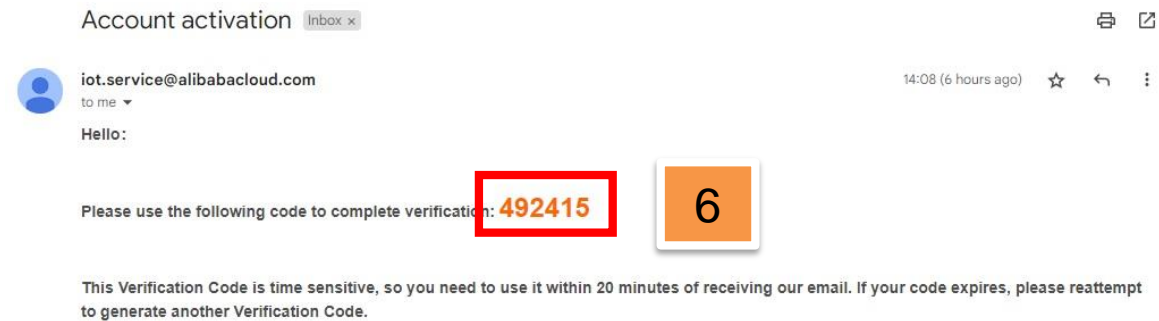 Account activation Inbox ×
iot.service@alibabacloud.com 14:08 (6 hours ago)
to me
Hello:
Please use the following code to complete verification: 492415
6
This Verification Code is time sensitive, so you need to use it within 20 minutes of receiving our email. If your code expires, please reattempt
to generate another Verification Code.